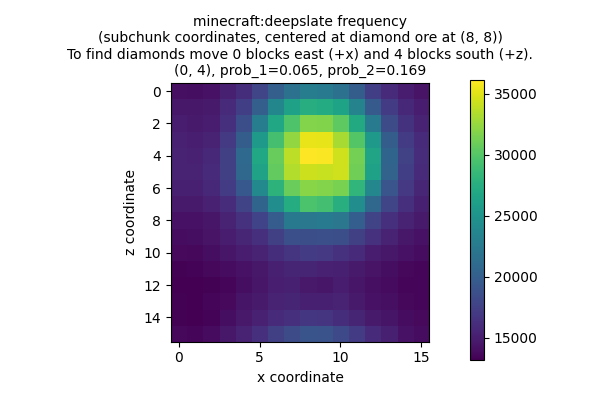 minecraft:deepslate frequency
(subchunk coordinates, centered at diamond ore at (8, 8))
To find diamonds move 0 blocks east (+x) and 4 blocks south (+z).
(0, 4), prob_1=0.065, prob_2=0.169
0
2
4
6
8
10
12
14
z coordinate
0
5
10
15
x coordinate
35000
30000
25000
20000
15000